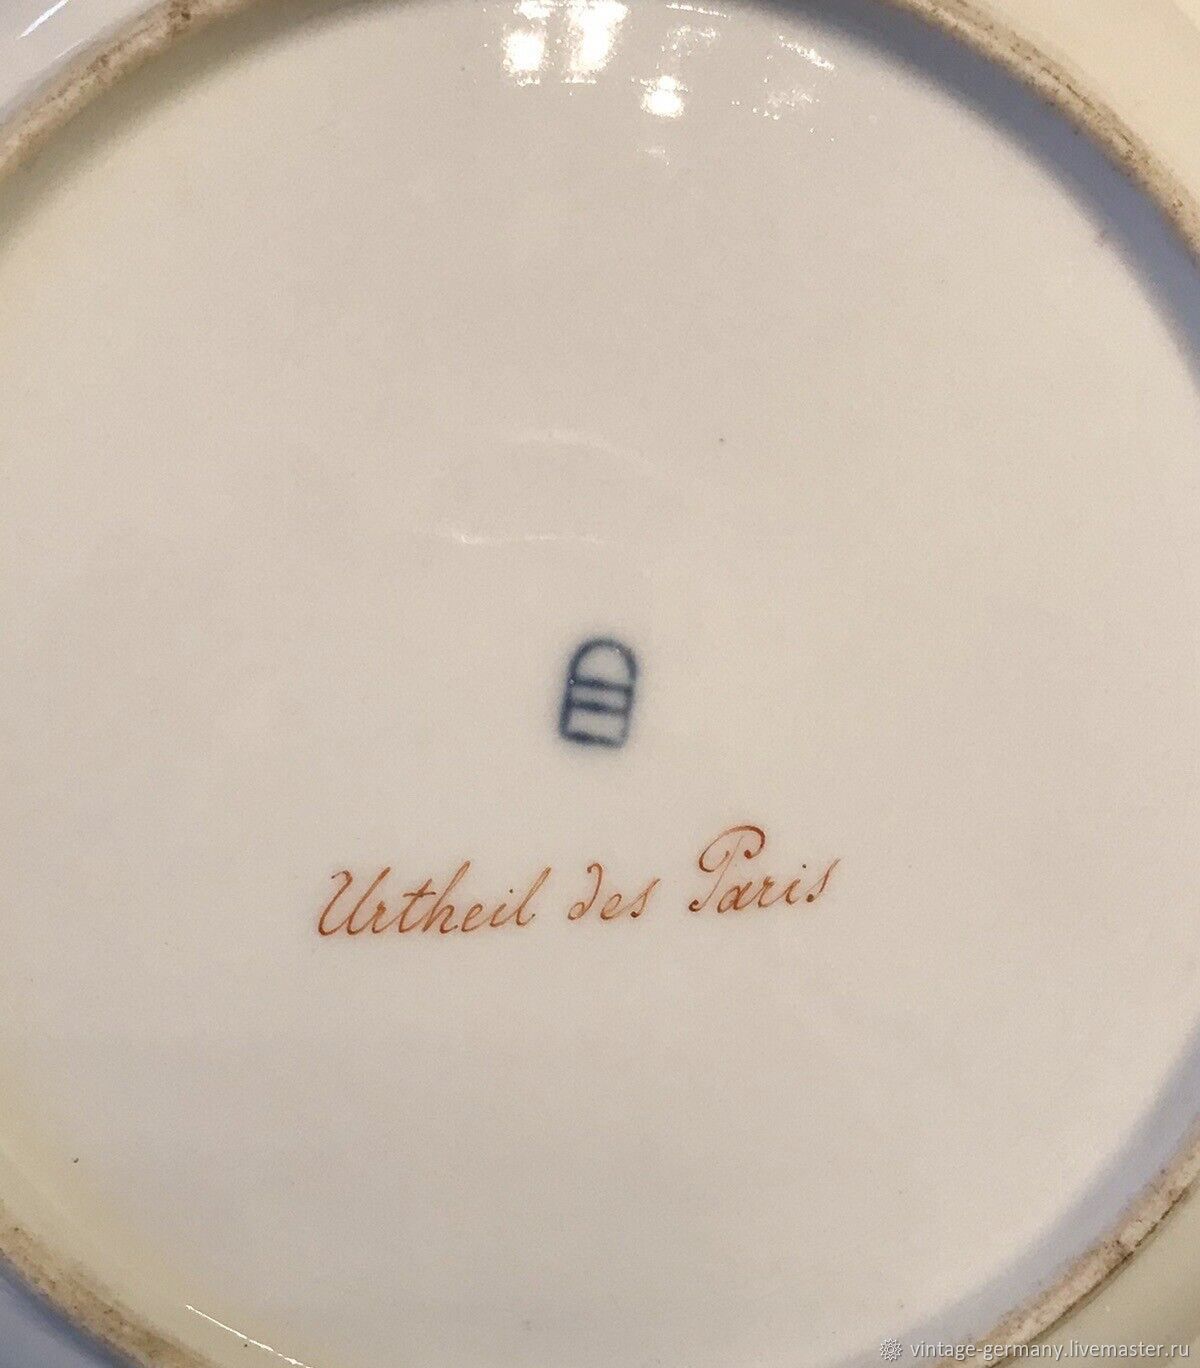 Urtheil des Paris
vintage-germany.livemaster.ru